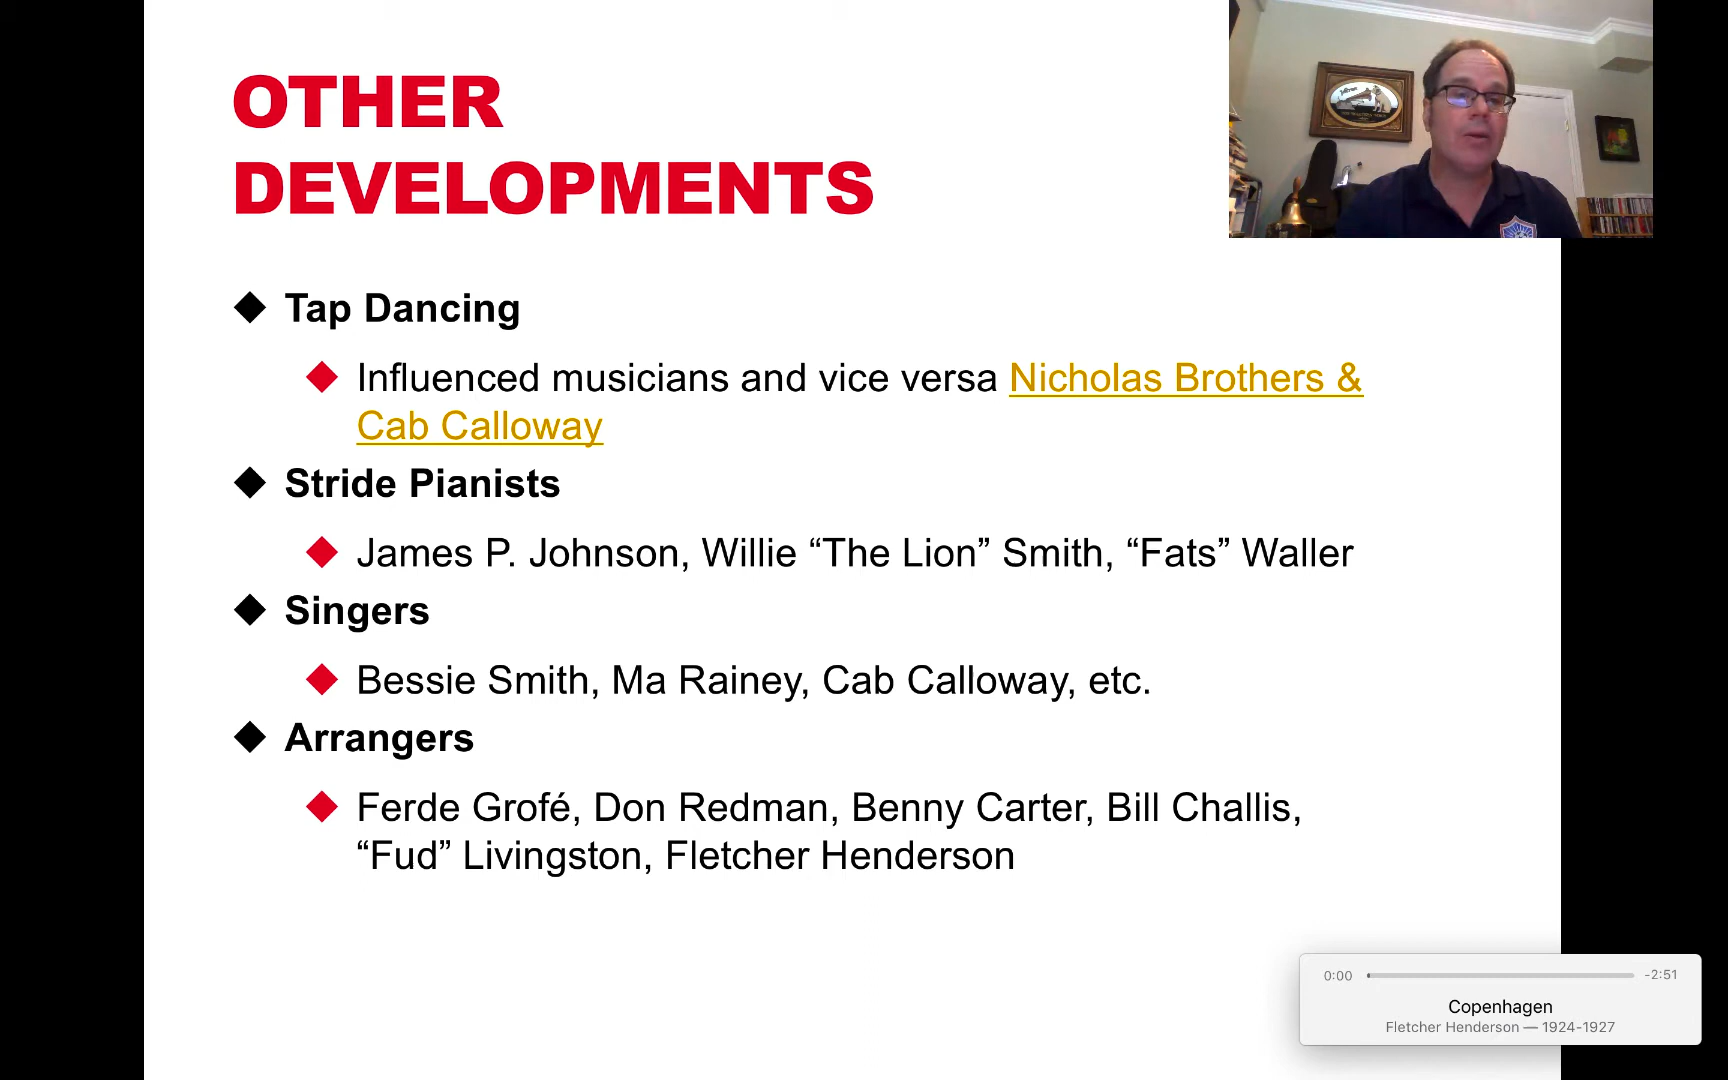 OTHER
DEVELOPMENTS
Tap Dancing
Influenced musicians and vice versa Nicholas Brothers &
Cab Calloway
Stride Pianists
James P. Johnson, Willie “The Lion” Smith, “Fats” Waller
Singers
Bessie Smith, Ma Rainey, Cab Calloway, etc.
Arrangers
Ferde Grofé, Don Redman, Benny Carter, Bill Challis,
“Fud” Livingston, Fletcher Henderson
0:00 -2:51
Copenhagen
Fletcher Henderson — 1924-1927